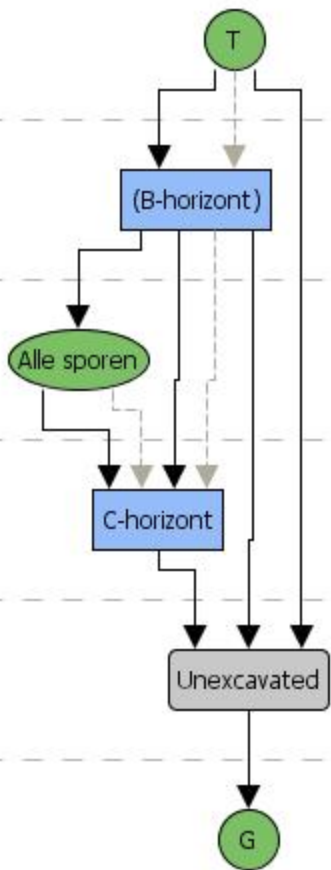 T
(B-horizont)
Alle sporen
C-horizont
Unexcavated
G